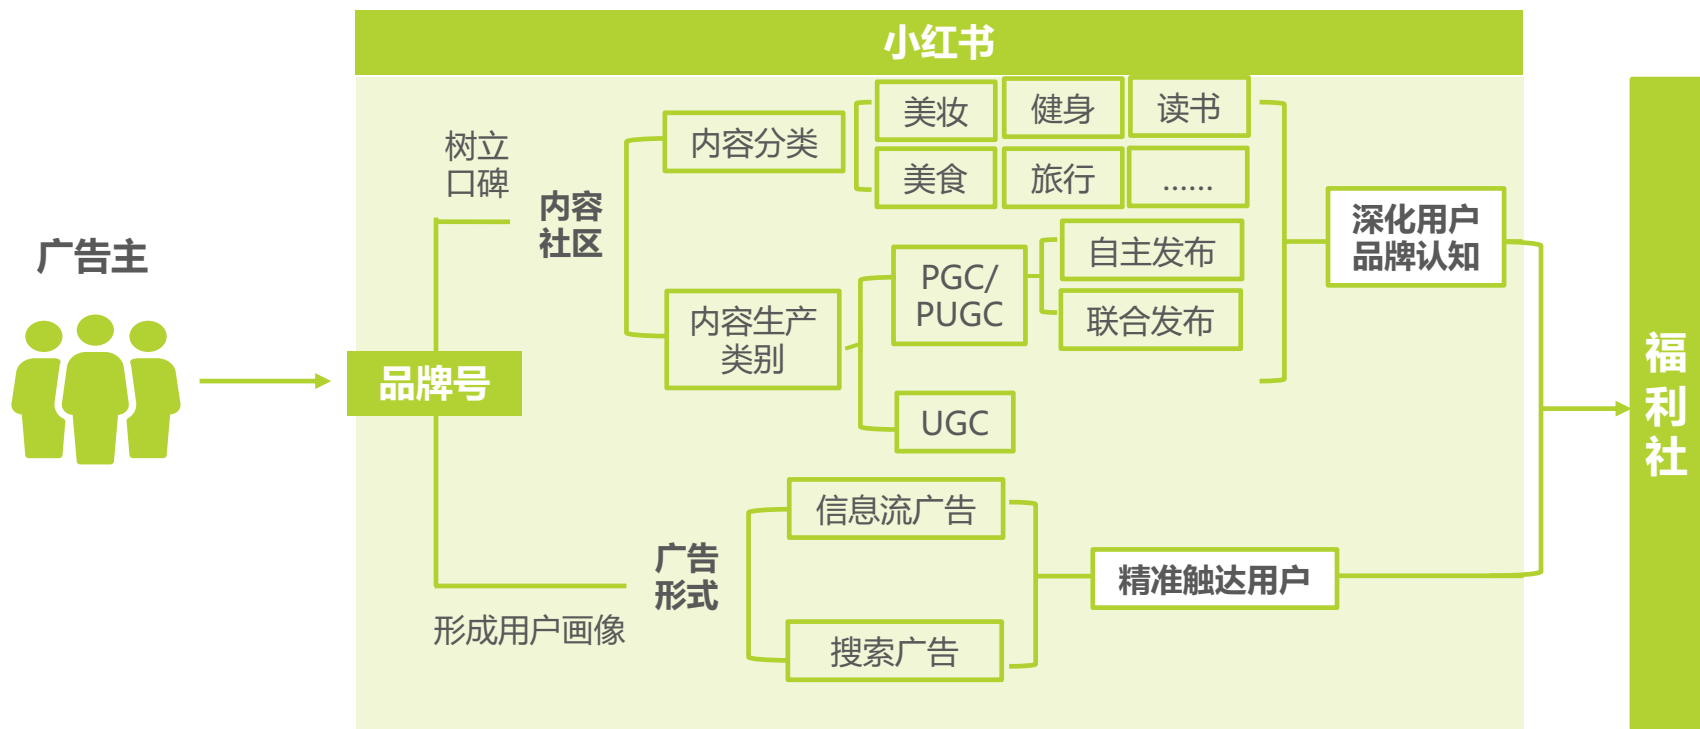 小红书
广告主
品牌号
树立
口碑
内容
社区
内容分类
美妆
健身
读书
美食
旅行
……
内容生产
类别
PGC/
PUGC
自主发布
联合发布
UGC
深化用户
品牌认知
形成用户画像
广告
形式
信息流广告
搜索广告
精准触达用户
福
利
社